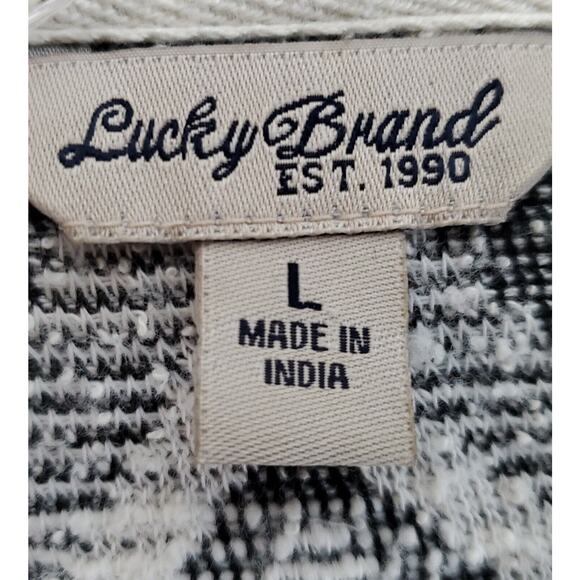 Lucky Brand
EST. 1990
L
MADE IN
INDIA